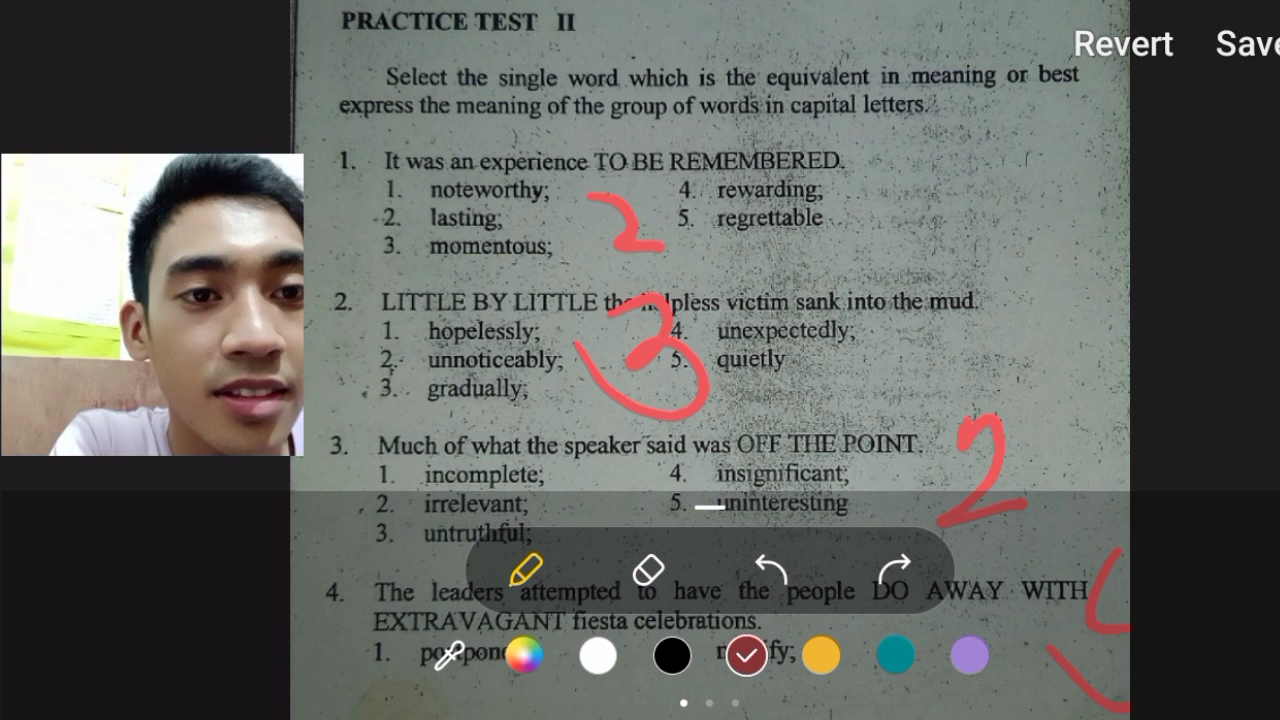 Revert Save
PRACTICE TEST II
Select the single word which is the equivalent in meaning or best
express the meaning of the group of words in capital letters.
1. It was an experience TO BE REMEMBERED.
1. noteworthy; 4. rewarding;
2. lasting; 5. regrettable
3. momentous;
2
2. LITTLE BY LITTLE the helpless victim sank into the mud.
1. hopelessly; 4. unexpectedly;
2. unnoticeably; 5. quietly
3. gradually;
3
3. Much of what the speaker said was OFF THE POINT.
1. incomplete; 4. insignificant;
2. irrelevant; 5. uninteresting
3. untruthful;
2
4. The leaders attempted to have the people DO AWAY WITH
EXTRAVAGANT fiesta celebrations.
1.